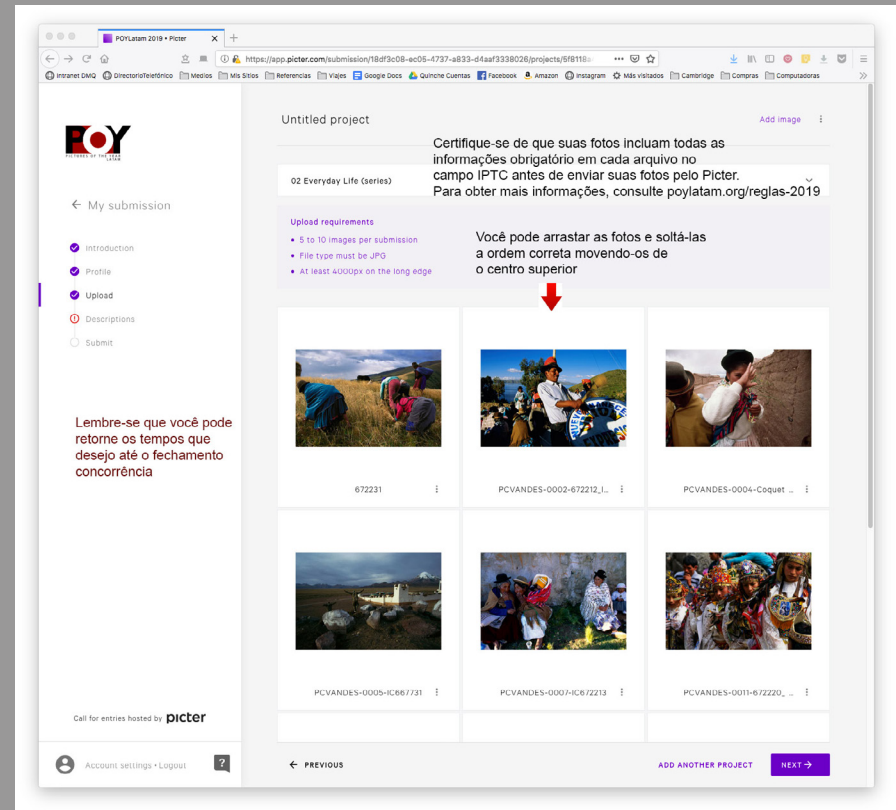 POYLatam 2019 • Picter
https://app.picter.com/submission/18df3c08-ec05-4737-a833-d4aaf3338026/projects/5f8118a
Intranet DMQ DirectorioTelefónico Medios Mis Sitios Referencias Viajes Google Docs Quinche Cuentas Facebook Amazon Instagram Más visitados Cambridge Compras Computadoras
POY
PICTURES OF THE YEAR
LATAM
← My submission
Introduction
Profile
Upload
Descriptions
Submit
Lembre-se que você pode
retorne os tempos que
desejo até o fechamento
concorrência
Call for entries hosted by picter
Account settings • Logout ?
Untitled project
Add image
Certifique-se de que suas fotos incluam todas as
informações obrigatório em cada arquivo no
campo IPTC antes de enviar suas fotos pelo Picter.
Para obter mais informações, consulte poylatam.org/reglas-2019
02 Everyday Life (series)
Upload requirements
• 5 to 10 images per submission
• File type must be JPG
• At least 4000px on the long edge
Você pode arrastar as fotos e soltá-las
a ordem correta movendo-os de
o centro superior
672231
PCVANDES-0002-672212_I...
PCVANDES-0004-Coquet ...
PCVANDES-0005-IC667731
PCVANDES-0007-IC672213
PCVANDES-0011-672220_ ...
← PREVIOUS
ADD ANOTHER PROJECT
NEXT →